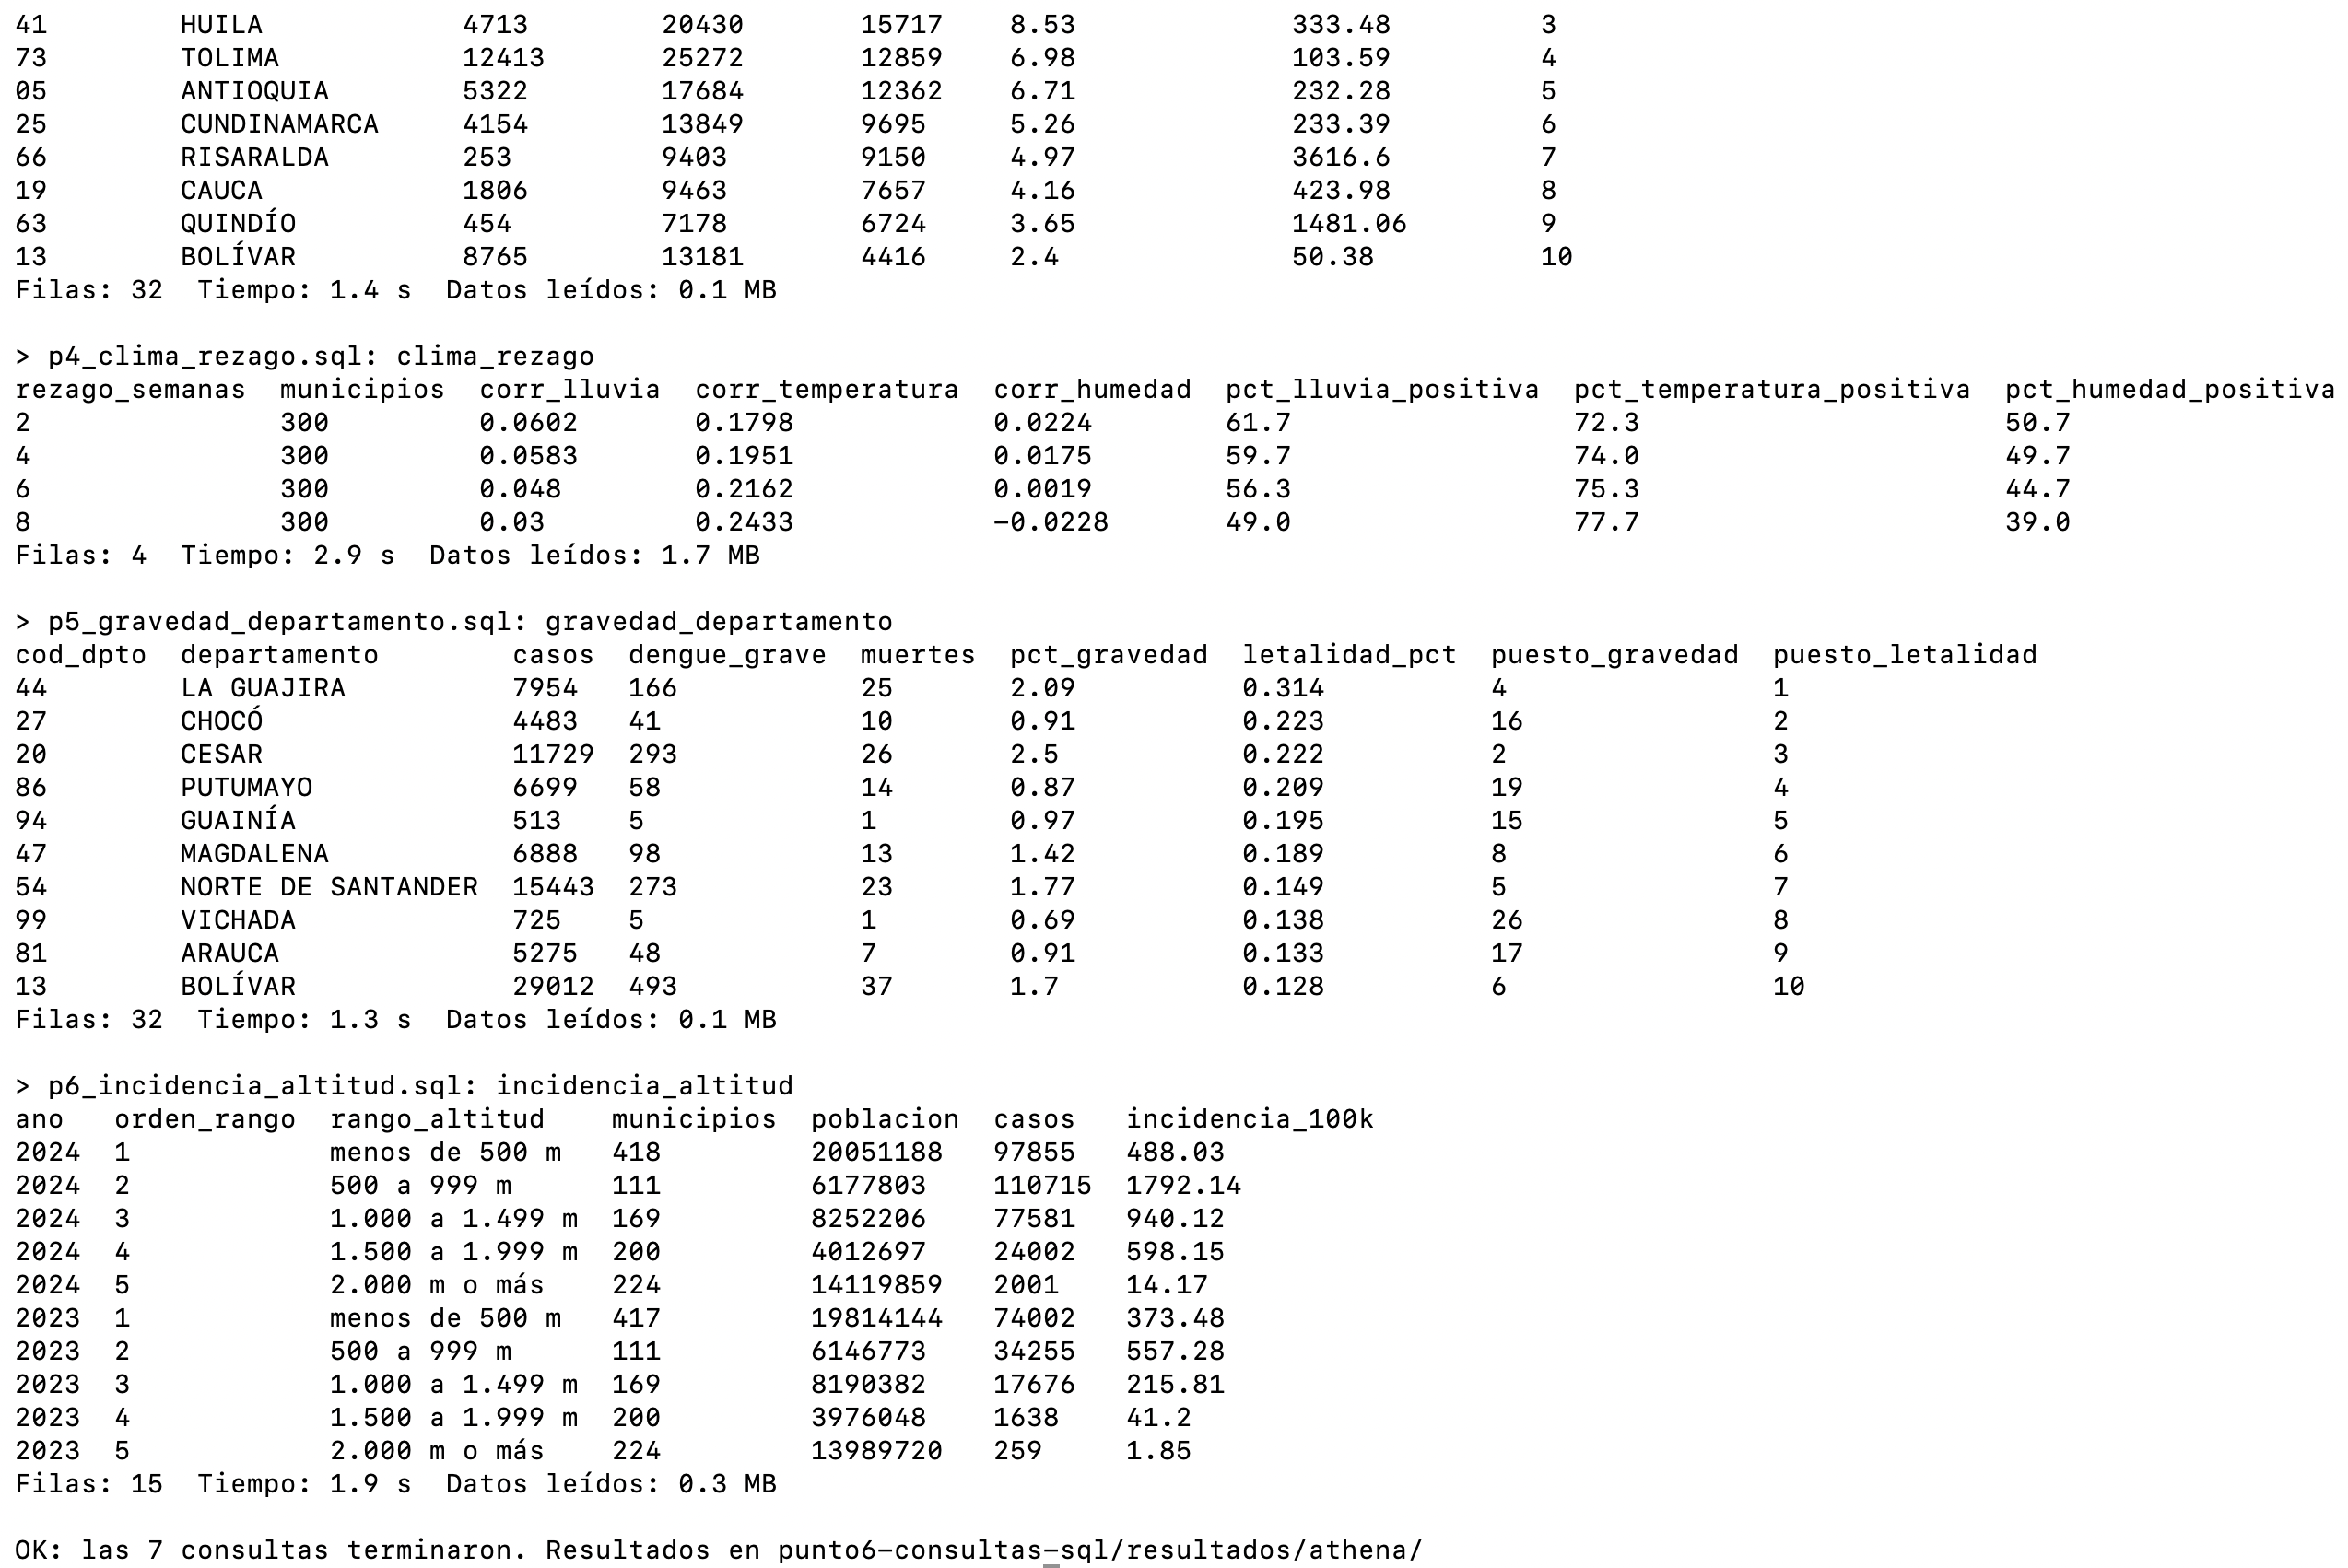 41 HUILA 4713 20430 15717 8.53 333.48 3
73 TOLIMA 12413 25272 12859 6.98 103.59 4
05 ANTIOQUIA 5322 17684 12362 6.71 232.28 5
25 CUNDINAMARCA 4154 13849 9695 5.26 233.39 6
66 RISARALDA 253 9403 9150 4.97 3616.6 7
19 CAUCA 1806 9463 7657 4.16 423.98 8
63 QUINDÍO 454 7178 6724 3.65 1481.06 9
13 BOLÍVAR 8765 13181 4416 2.4 50.38 10
Filas: 32 Tiempo: 1.4 s Datos leídos: 0.1 MB
> p4_clima_rezago.sql: clima_rezago
rezago_semanas municipios corr_lluvia corr_temperatura corr_humedad pct_lluvia_positiva pct_temperatura_positiva pct_humedad_positiva
2 300 0.0602 0.1798 0.0224 61.7 72.3 50.7
4 300 0.0583 0.1951 0.0175 59.7 74.0 49.7
6 300 0.048 0.2162 0.0019 56.3 75.3 44.7
8 300 0.03 0.2433 -0.0228 49.0 77.7 39.0
Filas: 4 Tiempo: 2.9 s Datos leídos: 1.7 MB
> p5_gravedad_departamento.sql: gravedad_departamento
cod_dpto departamento casos dengue_grave muertes pct_gravedad letalidad_pct puesto_gravedad puesto_letalidad
44 LA GUAJIRA 7954 166 25 2.09 0.314 4 1
27 CHOCÓ 4483 41 10 0.91 0.223 16 2
20 CESAR 11729 293 26 2.5 0.222 2 3
86 PUTUMAYO 6699 58 14 0.87 0.209 19 4
94 GUAINÍA 513 5 1 0.97 0.195 15 5
47 MAGDALENA 6888 98 13 1.42 0.189 8 6
54 NORTE DE SANTANDER 15443 273 23 1.77 0.149 5 7
99 VICHADA 725 5 1 0.69 0.138 26 8
81 ARAUCA 5275 48 7 0.91 0.133 17 9
13 BOLÍVAR 29012 493 37 1.7 0.128 6 10
Filas: 32 Tiempo: 1.3 s Datos leídos: 0.1 MB
> p6_incidencia_altitud.sql: incidencia_altitud
ano orden_rango rango_altitud municipios poblacion casos incidencia_100k
2024 1 menos de 500 m 418 20051188 97855 488.03
2024 2 500 a 999 m 111 6177803 110715 1792.14
2024 3 1.000 a 1.499 m 169 8252206 77581 940.12
2024 4 1.500 a 1.999 m 200 4012697 24002 598.15
2024 5 2.000 m o más 224 14119859 2001 14.17
2023 1 menos de 500 m 417 19814144 74002 373.48
2023 2 500 a 999 m 111 6146773 34255 557.28
2023 3 1.000 a 1.499 m 169 8190382 17676 215.81
2023 4 1.500 a 1.999 m 200 3976048 1638 41.2
2023 5 2.000 m o más 224 13989720 259 1.85
Filas: 15 Tiempo: 1.9 s Datos leídos: 0.3 MB
OK: las 7 consultas terminaron. Resultados en punto6-consultas-sql/resultados/athena/